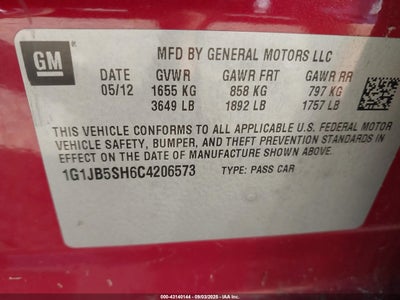 GM
MFD BY GENERAL MOTORS LLC
DATE GVWR GAWR FRT GAWR RR
05/12 1655 KG 858 KG 797 KG
3649 LB 1892 LB 1757 LB
THIS VEHICLE CONFORMS TO ALL APPLICABLE U.S. FEDERAL MOTOR
VEHICLE SAFETY, BUMPER, AND THEFT PREVENTION STANDARDS
IN EFFECT ON THE DATE OF MANUFACTURE SHOWN ABOVE.
1G1JB5SH6C4206573 TYPE: PASS CAR
000-43140144 - 09/03/2025 - IAA Inc.